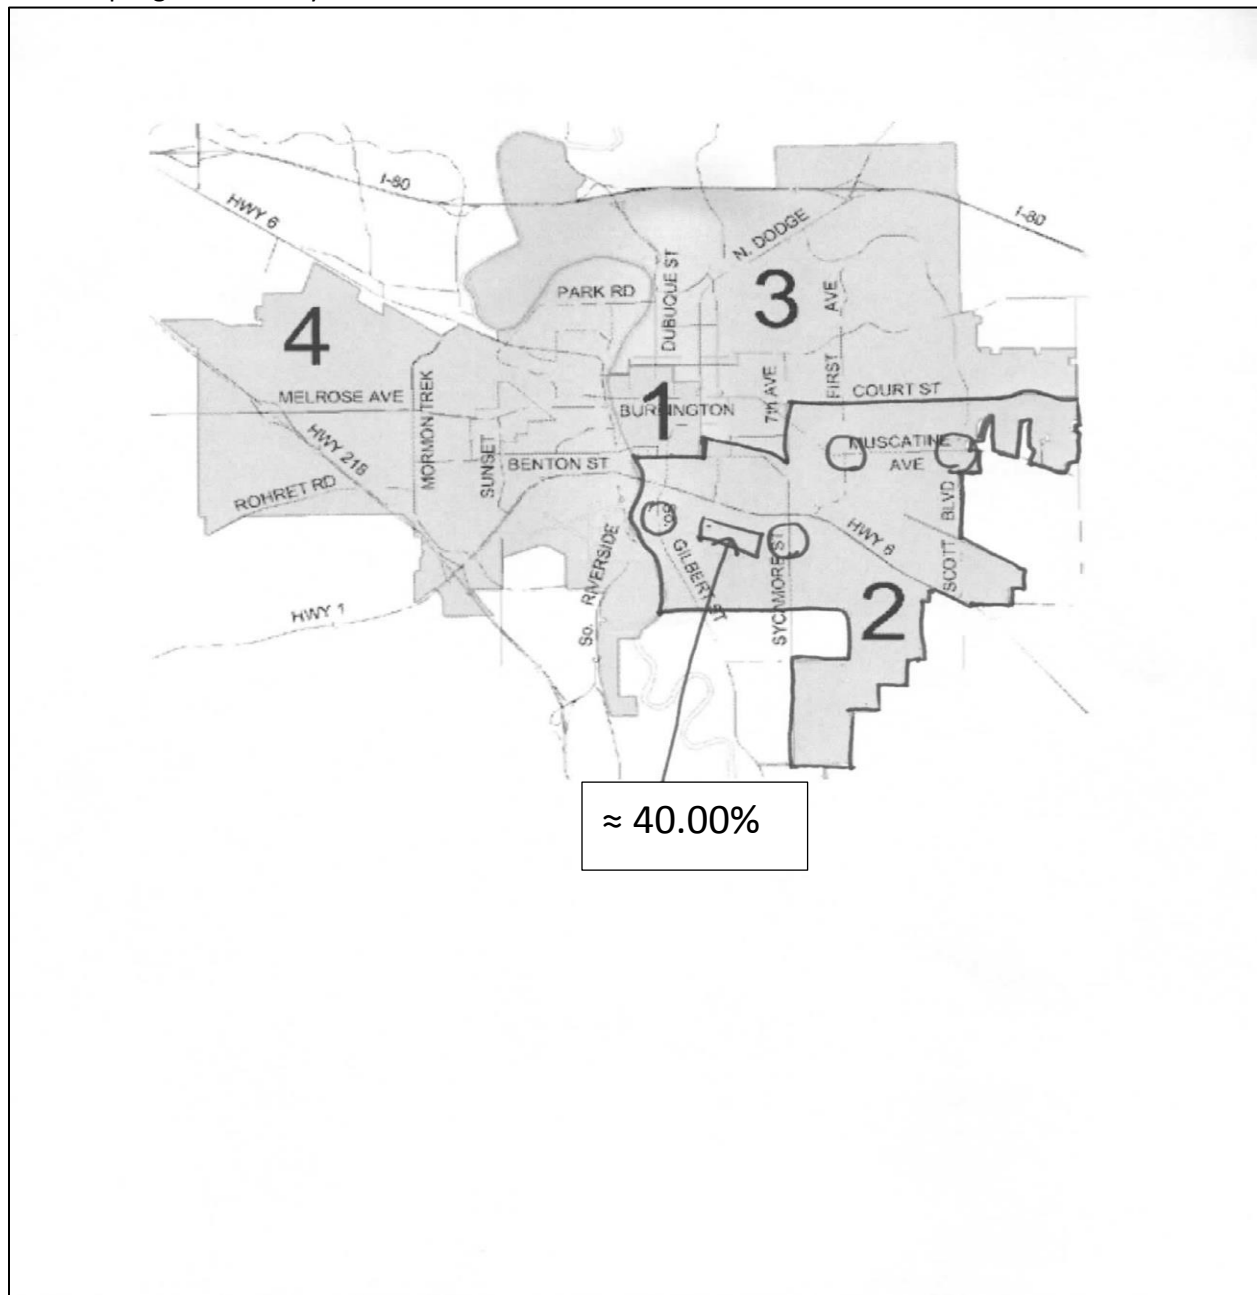 I-80
HWY 6
I-80
N. DODGE
DUBUQUE ST
PARK RD
3
AVE
FIRST
4
7th AVE
COURT ST
MELROSE AVE
MORMON TREK
1
BURLINGTON
MUSCATINE
AVE
HWY 218
SUNSET
BENTON ST
ROHRET RD
BLVD
SCOTT
HWY 6
RIVERSIDE
So.
GILBERT ST
SYCAMORE ST
2
HWY 1
≈ 40.00%